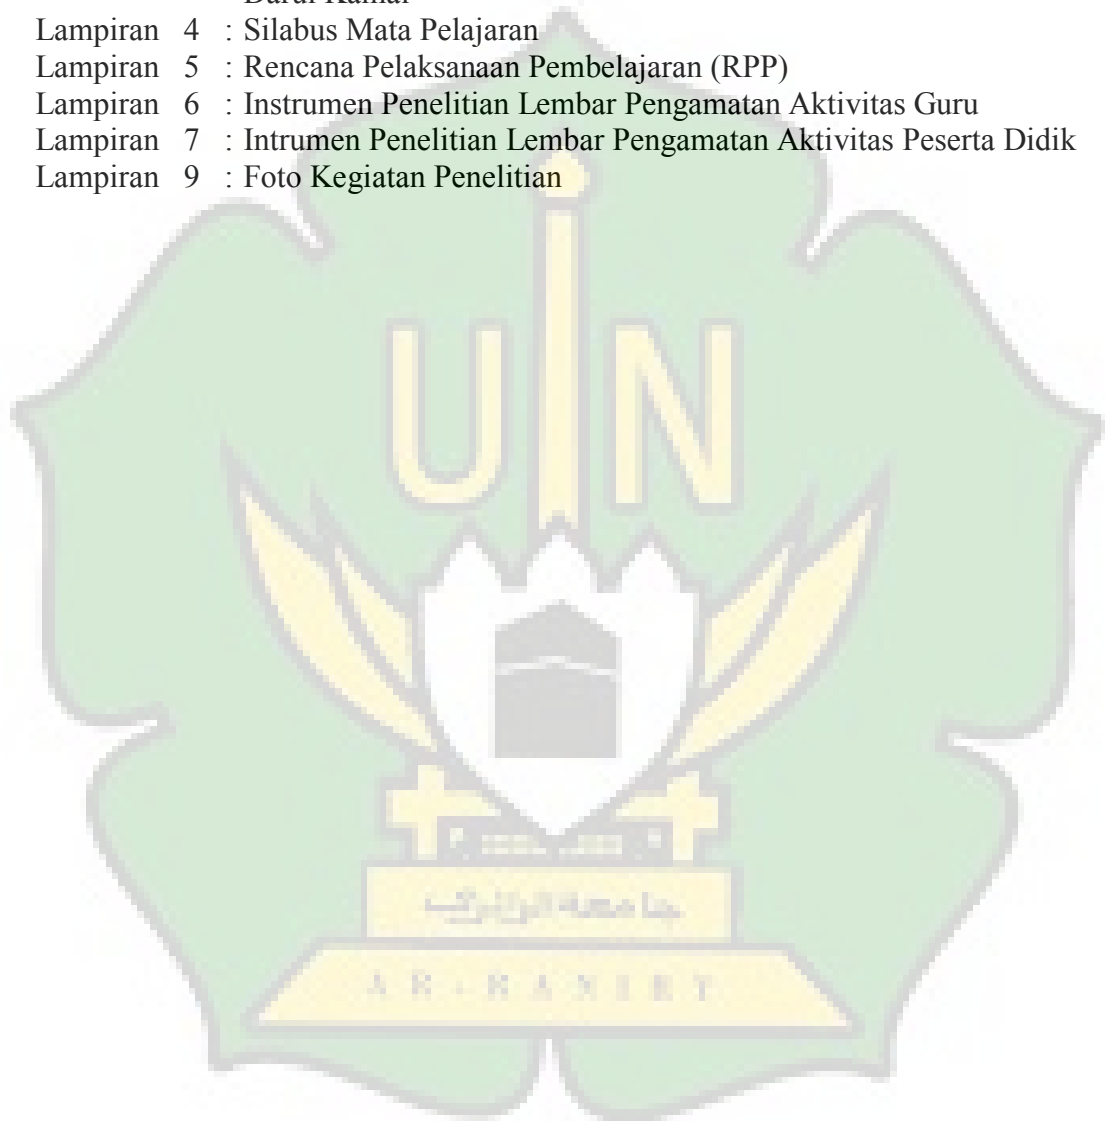 Lampiran 4 : Silabus Mata Pelajaran
Lampiran 5 : Rencana Pelaksanaan Pembelajaran (RPP)
Lampiran 6 : Instrumen Penelitian Lembar Pengamatan Aktivitas Guru
Lampiran 7 : Intrumen Penelitian Lembar Pengamatan Aktivitas Peserta Didik
Lampiran 9 : Foto Kegiatan Penelitian
UIN
AR-RANIRY